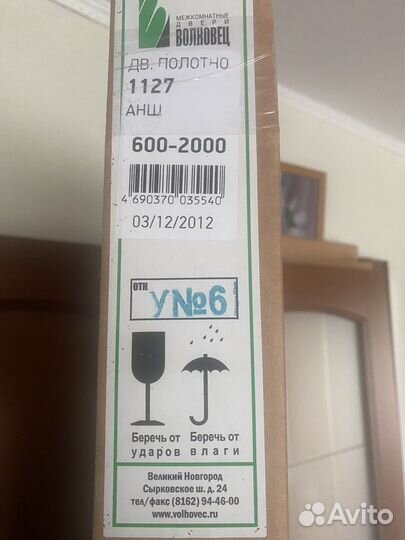 МЕЖКОМНАТНЫЕ
ДВЕРИ
ВОЛХОВЕЦ
ДВ. ПОЛОТНО
1127
АНШ
600-2000
4 690370 035540
03/12/2012
ОТК
У№6
Беречь от ударов
Беречь от влаги
Великий Новгород
Сырковское ш. д. 24
тел/факс (8162) 94-46-00
www.volhovec.ru
Avito